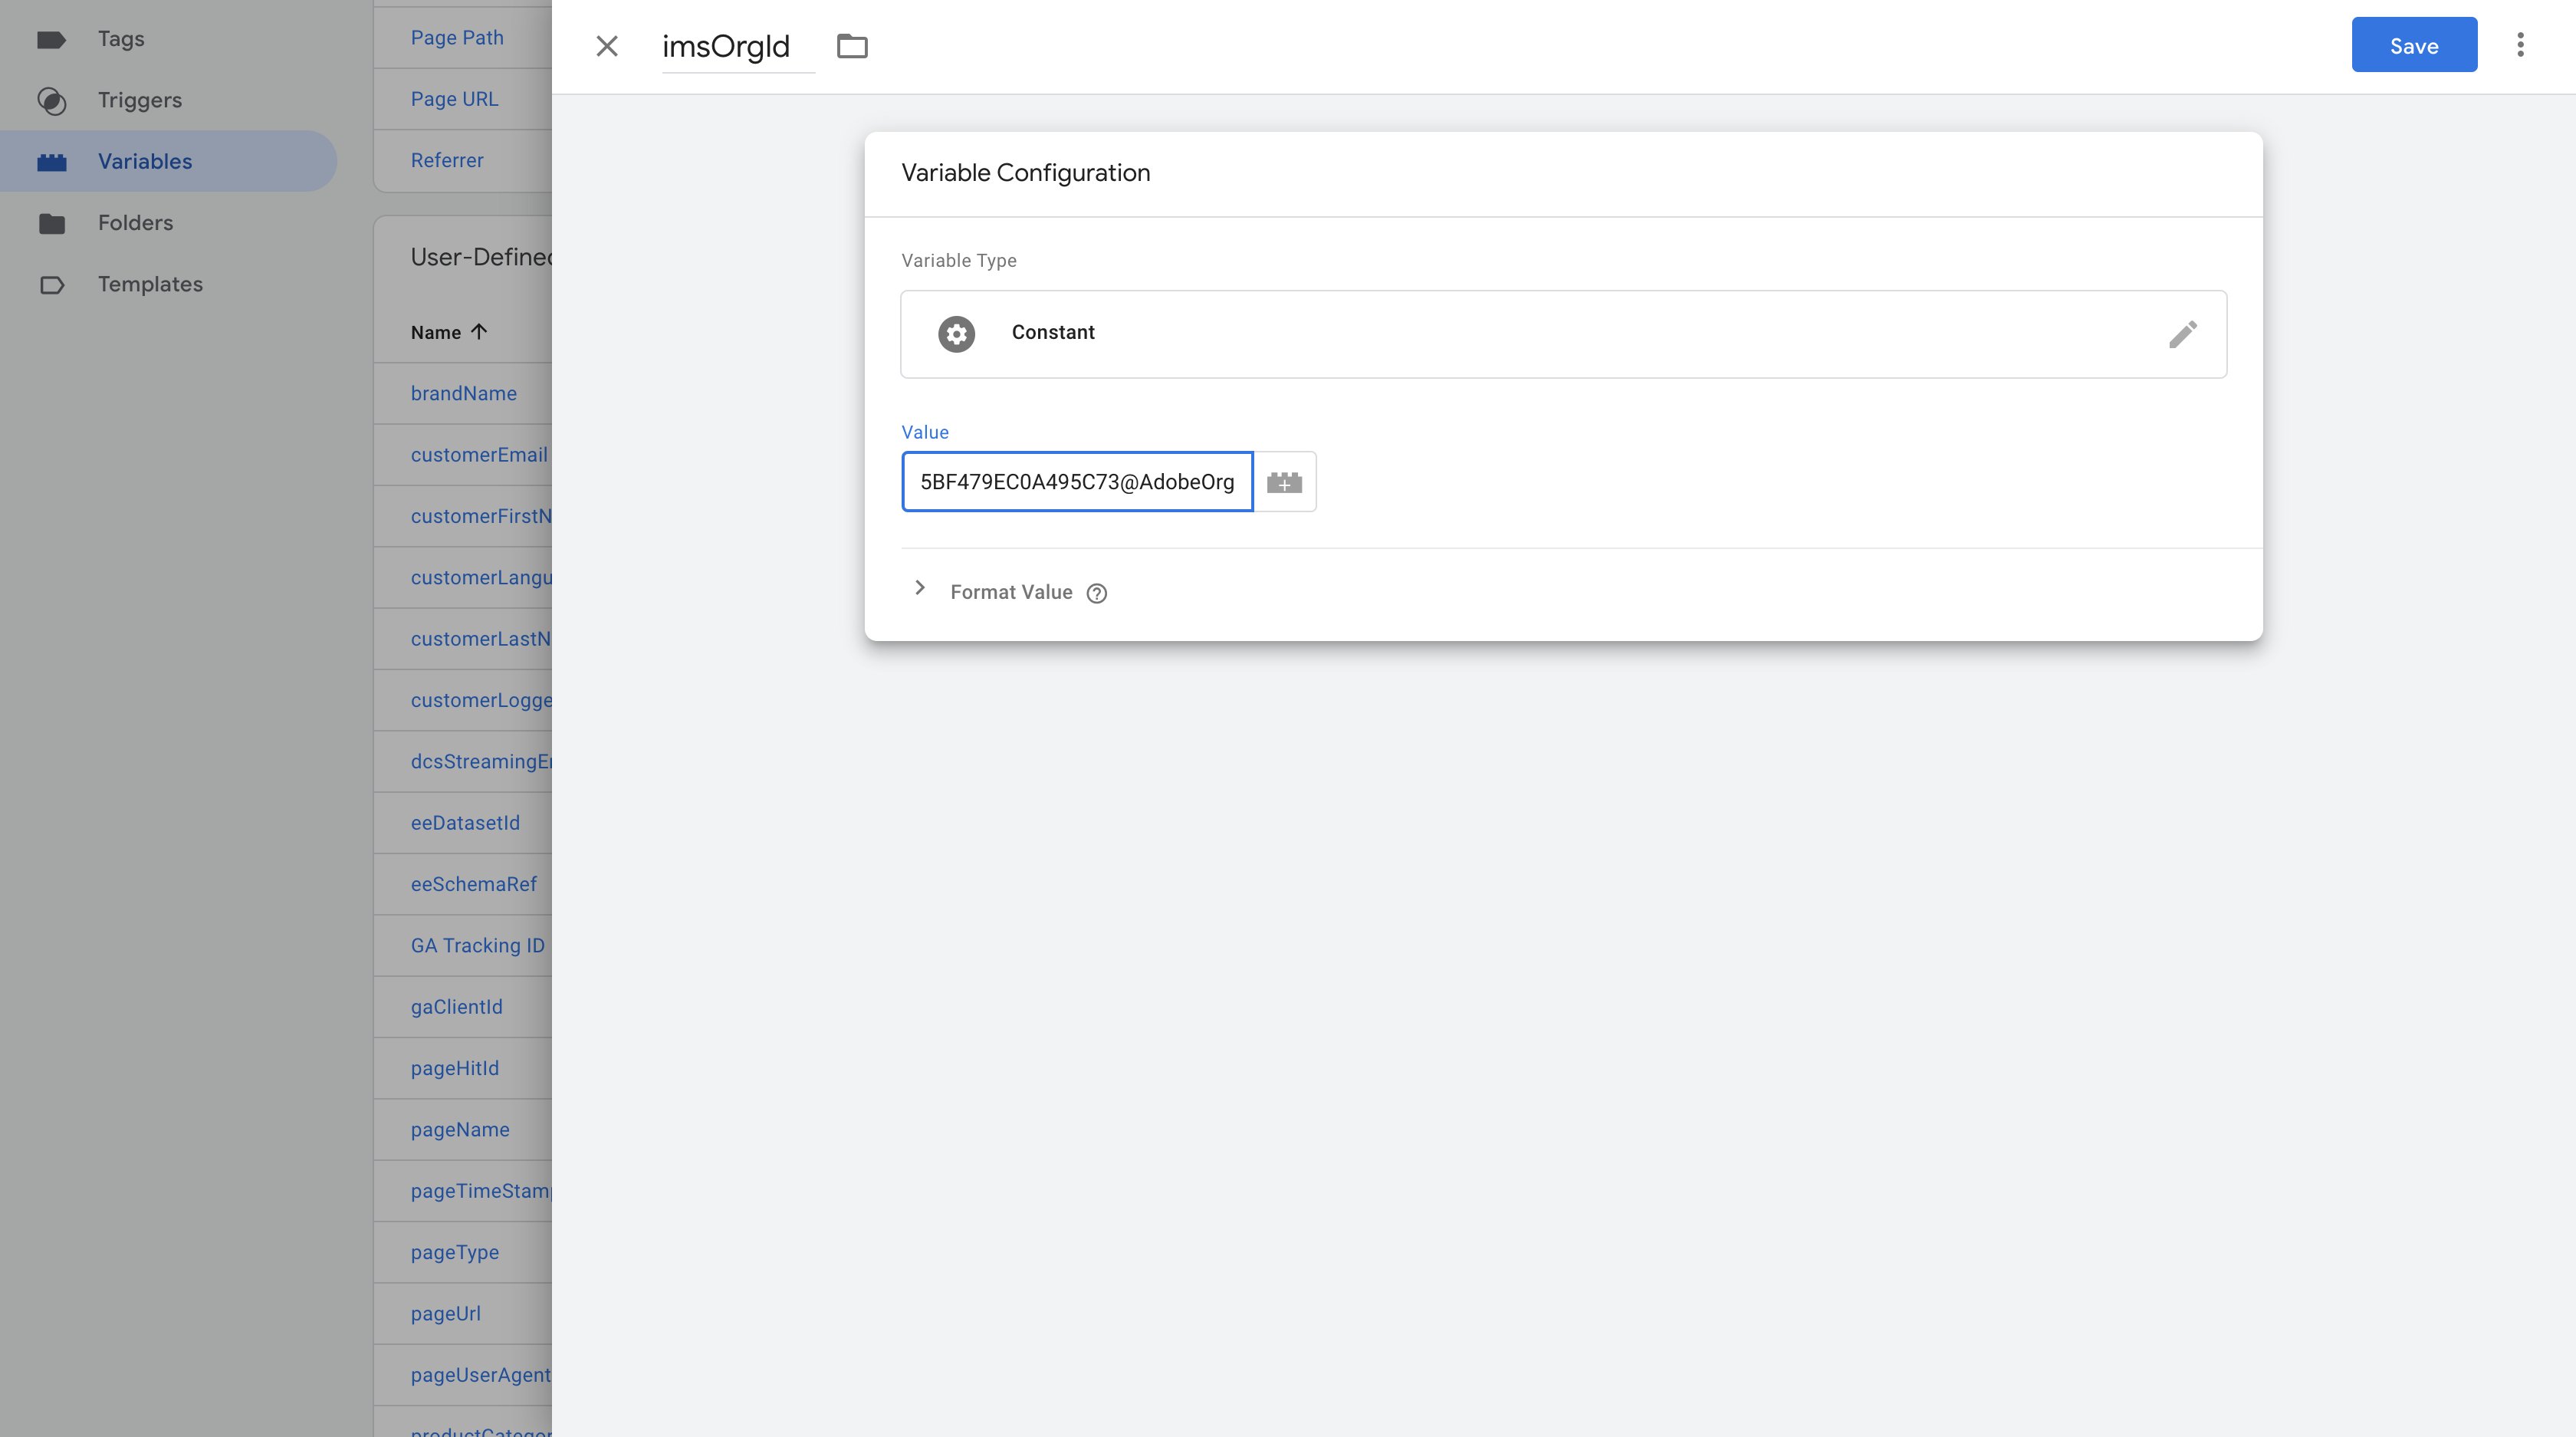 Tags
Triggers
Variables
Folders
Templates
Page Path
Page URL
Referrer
User-Defined
Name
brandName
customerEmail
customerFirstN
customerLangu
customerLastN
customerLogge
dcsStreamingE
eeDatasetId
eeSchemaRef
GA Tracking ID
gaClientId
pageHitId
pageName
pageTimeStam
pageType
pageUrl
pageUserAgent
productCategor
imsOrgId
Save
Variable Configuration
Variable Type
Constant
Value
5BF479EC0A495C73@AdobeOrg
Format Value